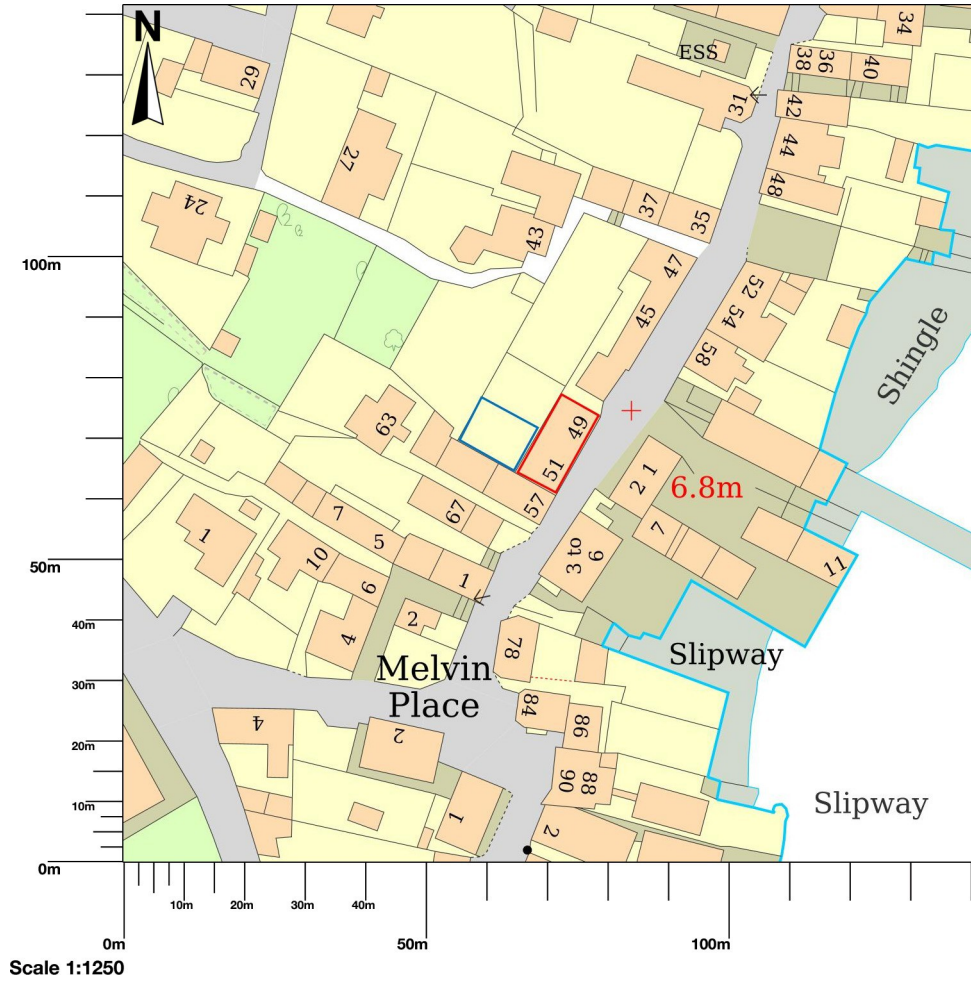 N
ESS
34
38
36
40
29
31
42
44
27
48
24
37
35
43
47
52
54
45
58
Shingle
100m
63
49
51
2
1
6.8m
57
67
7
7
5
1
10
3 to 9
11
6
1
50m
2
4
78
Slipway
40m
Melvin
Place
30m
84
4
2
86
20m
90
88
Slipway
10m
1
2
0m
10m
20m
30m
40m
0m
50m
100m
Scale 1:1250